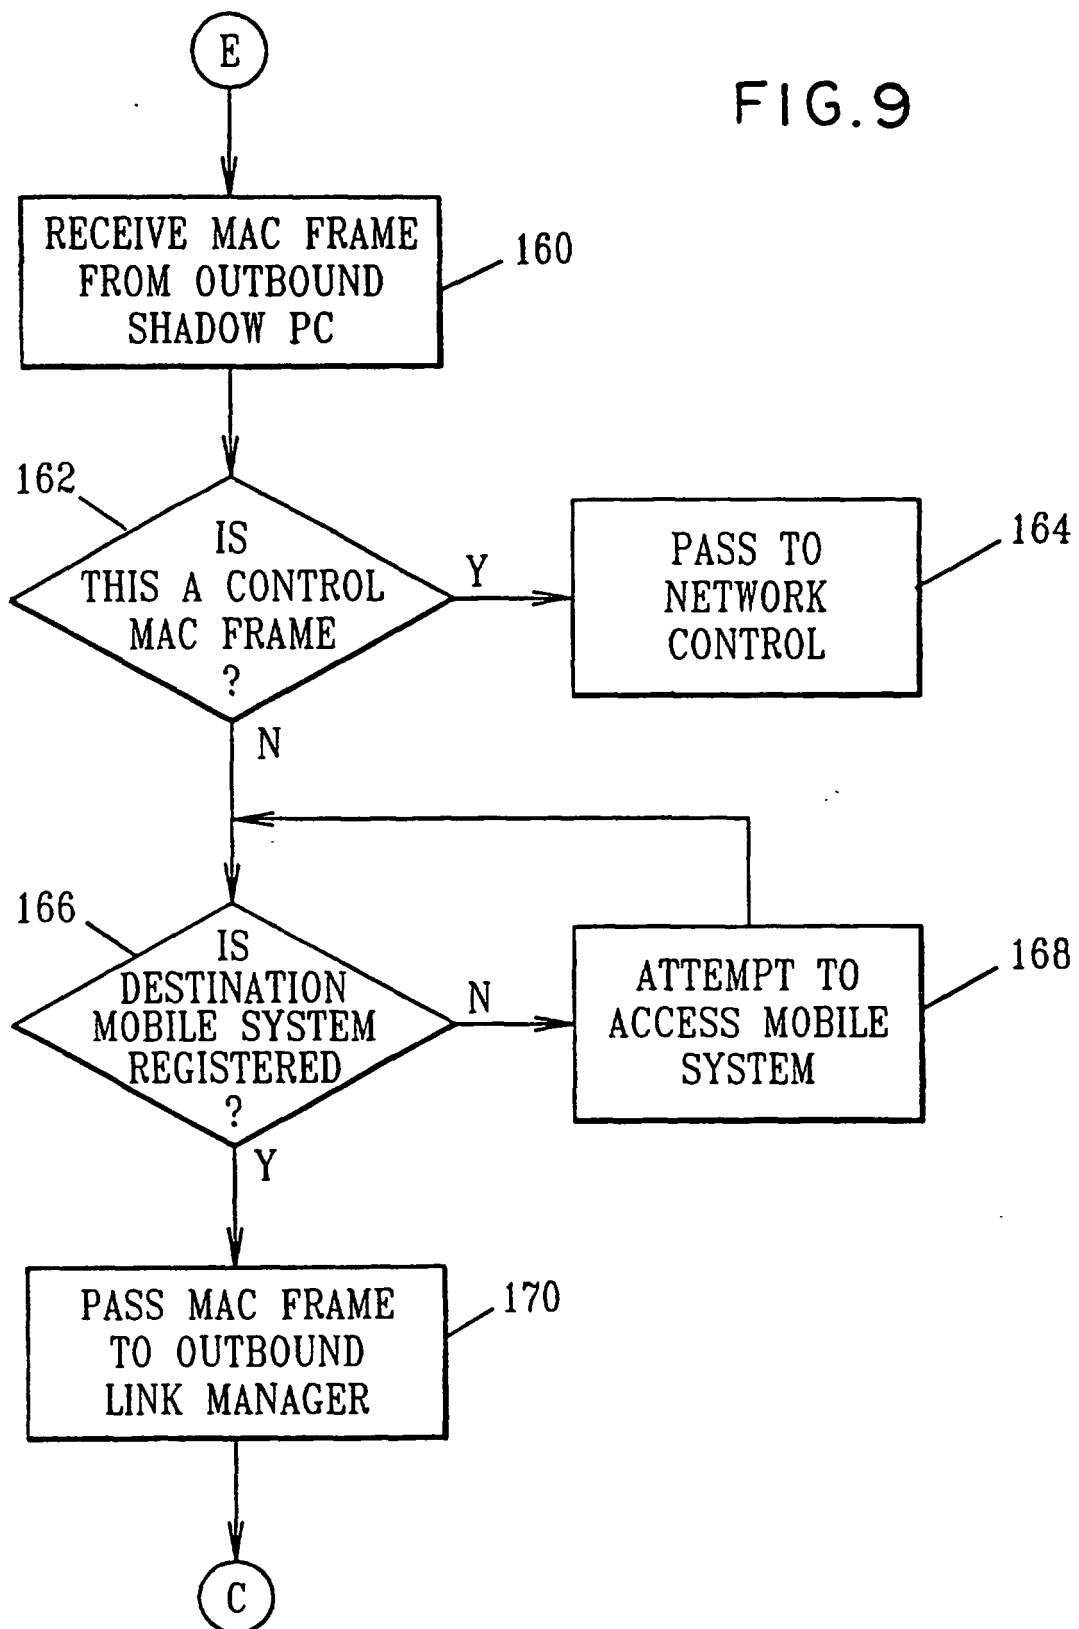 E
FIG.9
RECEIVE MAC FRAME
FROM OUTBOUND
SHADOW PC
160
162
IS
THIS A CONTROL
MAC FRAME
?
Y
PASS TO
NETWORK
CONTROL
164
N
166
IS
DESTINATION
MOBILE SYSTEM
REGISTERED
?
N
ATTEMPT TO
ACCESS MOBILE
SYSTEM
168
Y
PASS MAC FRAME
TO OUTBOUND
LINK MANAGER
170
C